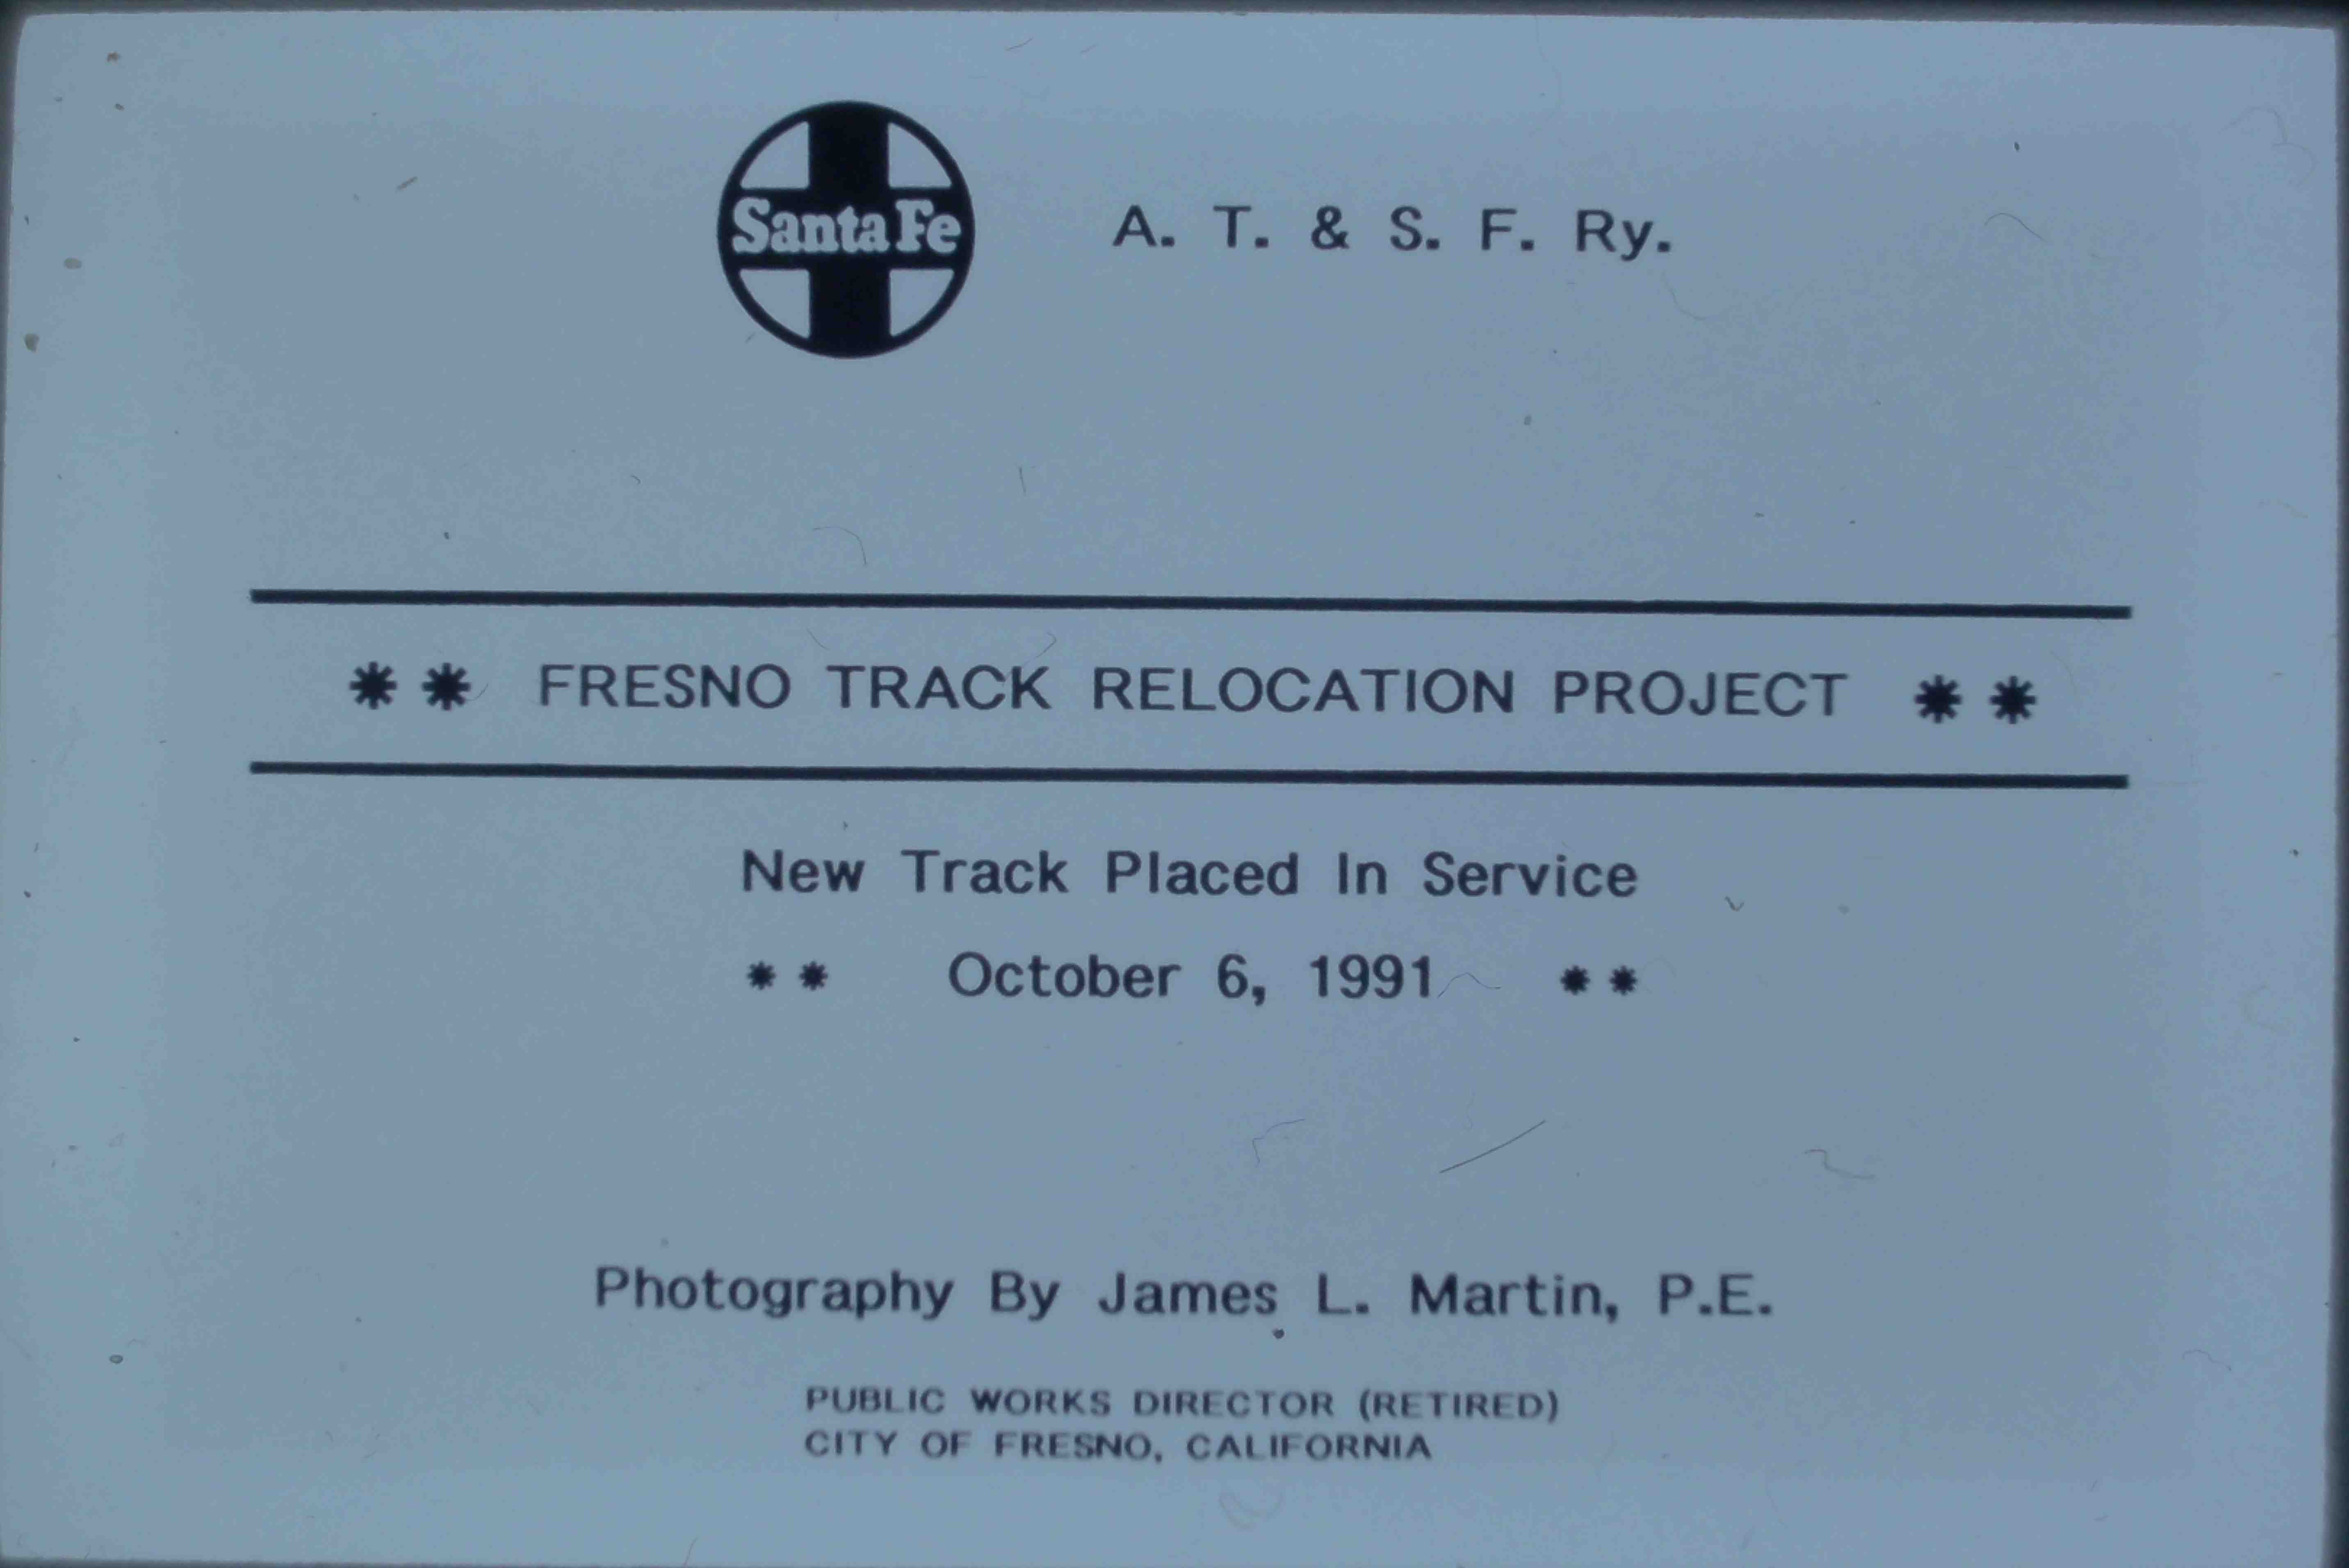 Santa Fe
A. T. & S. F. Ry.
** FRESNO TRACK RELOCATION PROJECT **
New Track Placed In Service
** October 6, 1991 **
Photography By James L. Martin, P.E.
PUBLIC WORKS DIRECTOR (RETIRED)
CITY OF FRESNO, CALIFORNIA